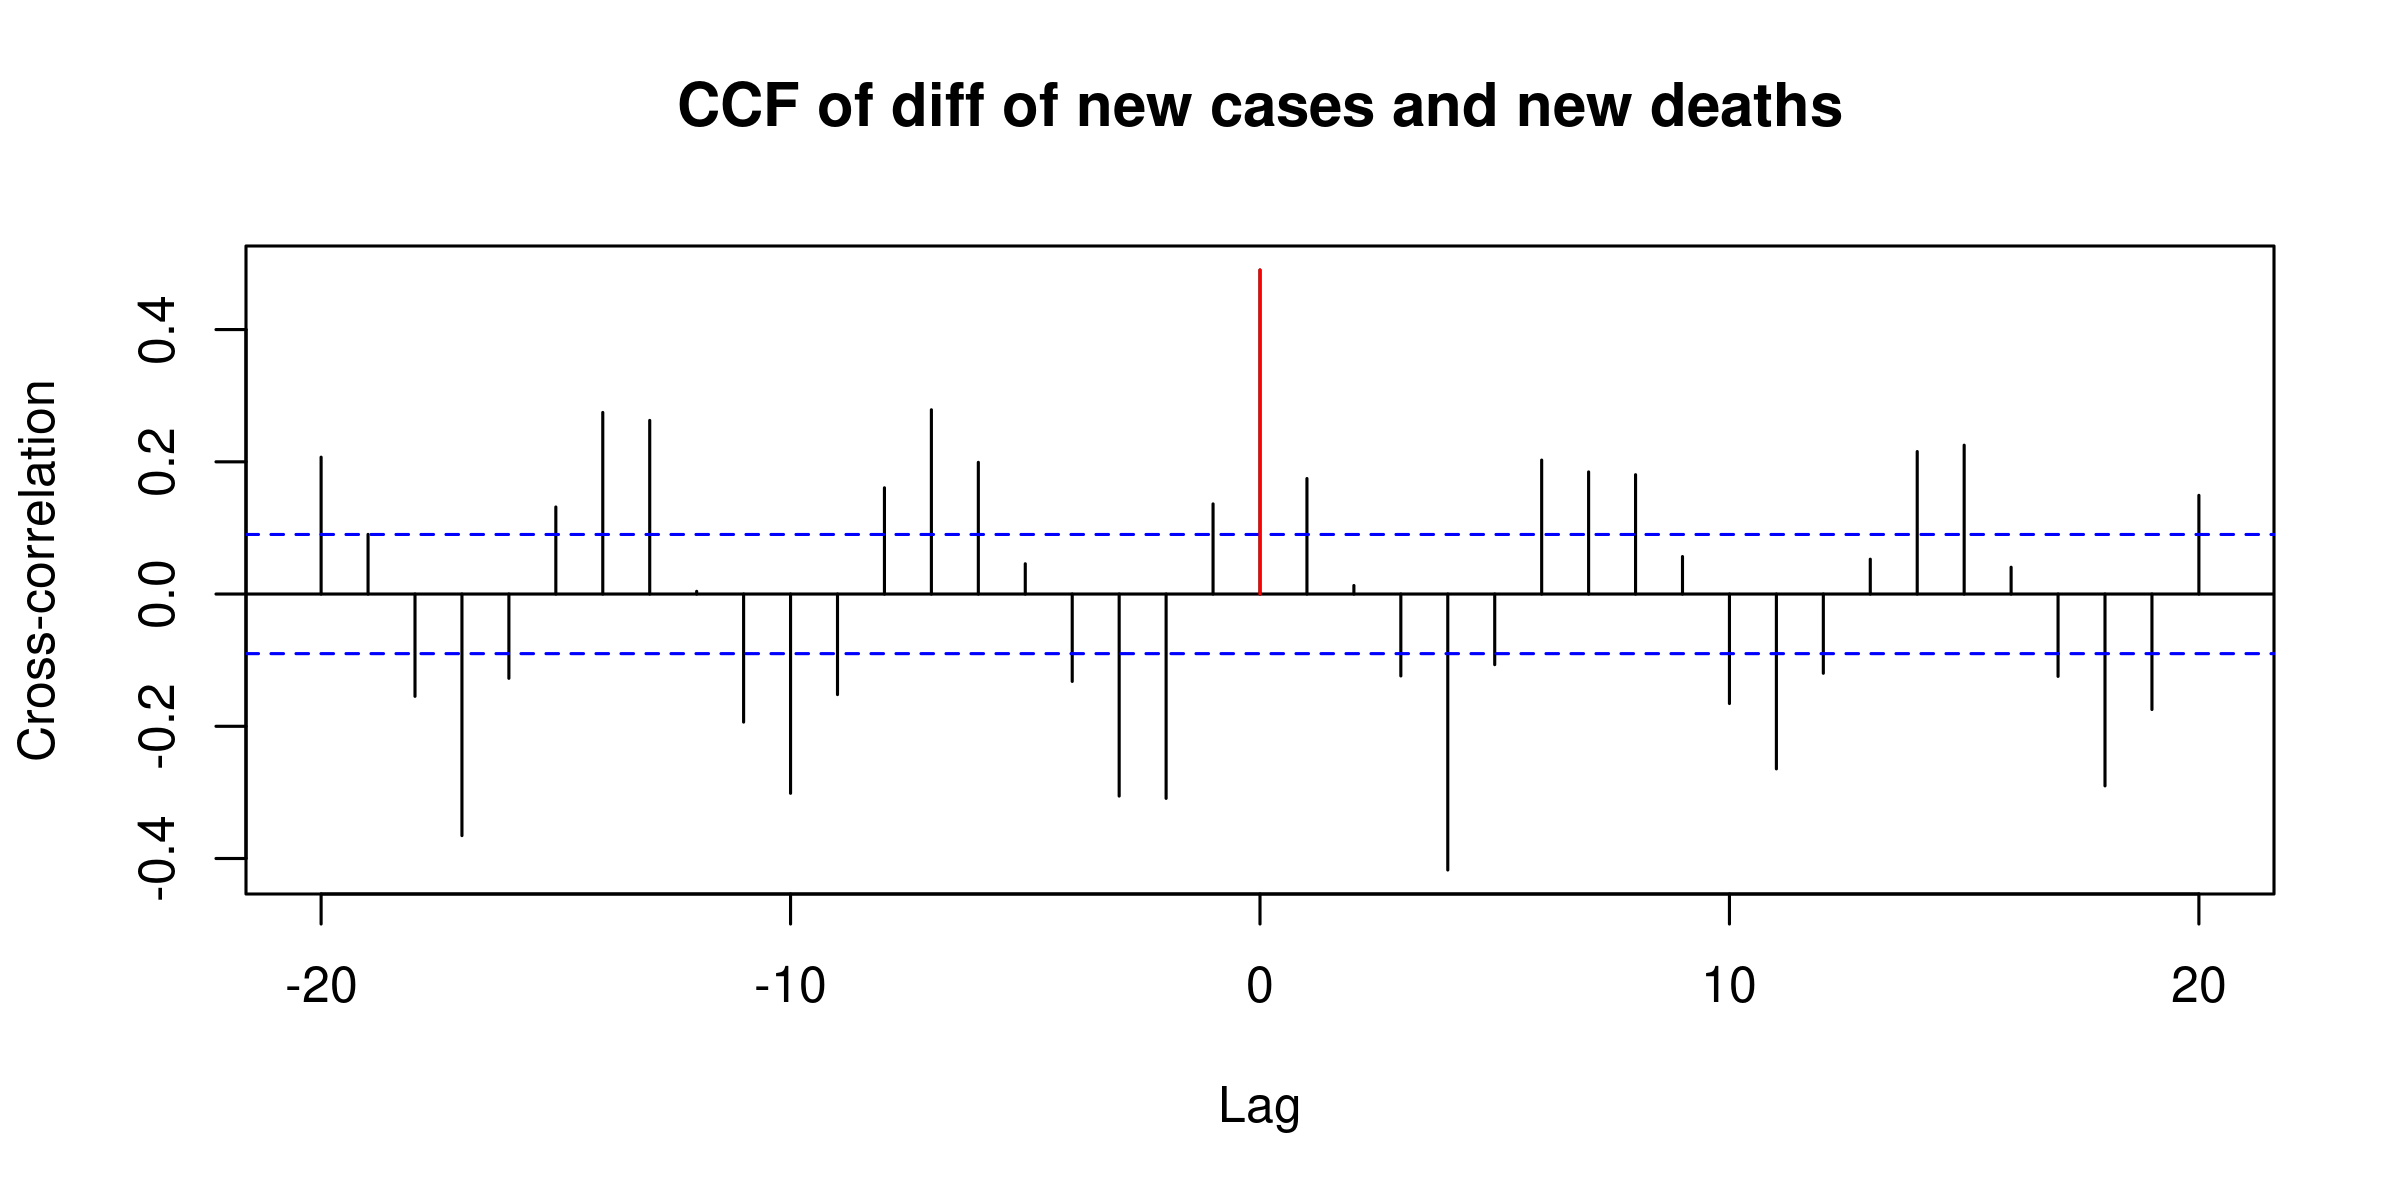 CCF of diff of new cases and new deaths
Cross-correlation
0.4
0.2
0.0
-0.2
-0.4
-20 -10 0 10 20
Lag